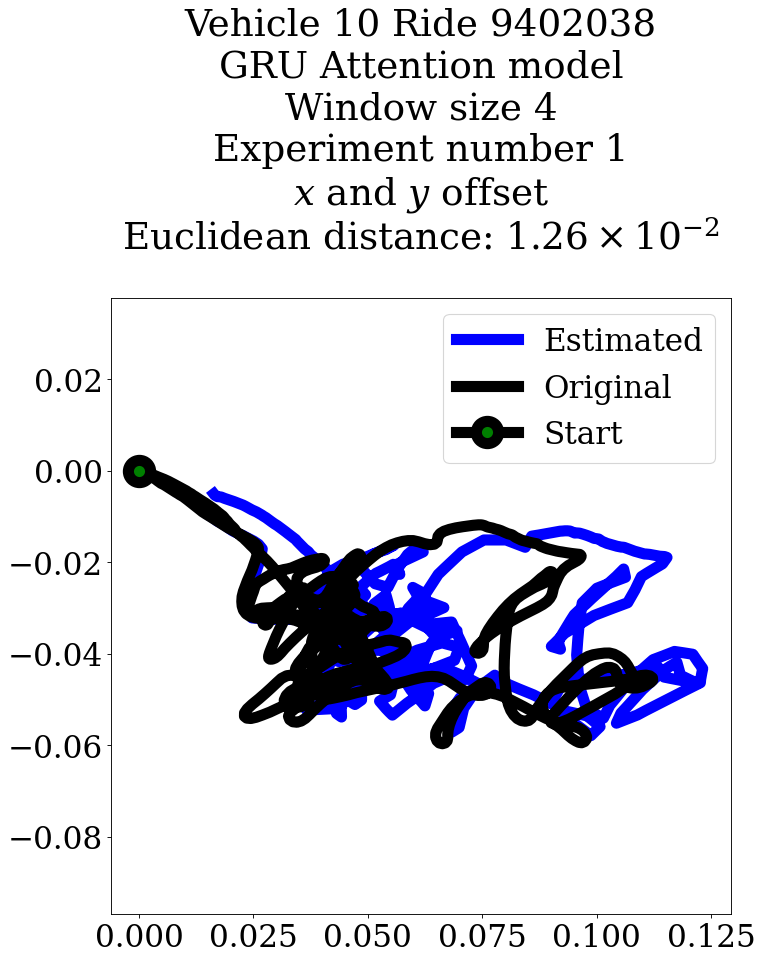 Vehicle 10 Ride 9402038
GRU Attention model
Window size 4
Experiment number 1
x and y offset
Euclidean distance: 1.26 × 10⁻²
Estimated
Original
Start
0.02
0.00
−0.02
−0.04
−0.06
−0.08
0.000 0.025 0.050 0.075 0.100 0.125